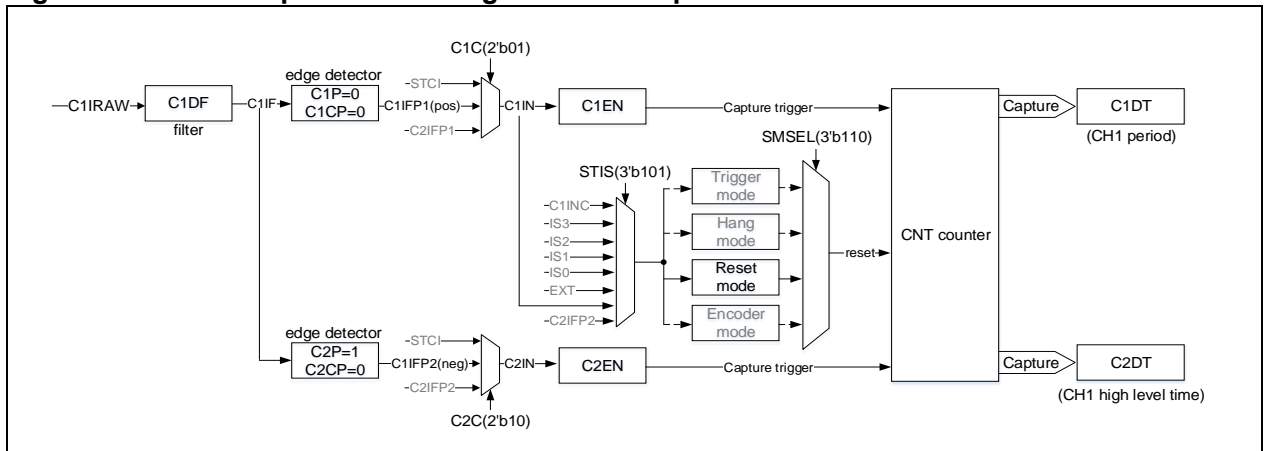 C1C(2'b01)
edge detector
C1P=0
C1CP=0
STCI
C1IRAW
C1DF
filter
C1IF
C1IFP1(pos)
C2IFP1
C1IN
C1EN
Capture trigger
Capture
C1DT
(CH1 period)
SMSEL(3'b110)
STIS(3'b101)
C1INC
IS3
IS2
IS1
IS0
EXT
C2IFP2
Trigger
mode
Hang
mode
Reset
mode
Encoder
mode
reset
CNT counter
edge detector
C2P=1
C2CP=0
STCI
C1IFP2(neg)
C2IFP2
C2IN
C2EN
Capture trigger
Capture
C2DT
(CH1 high level time)
C2C(2'b10)